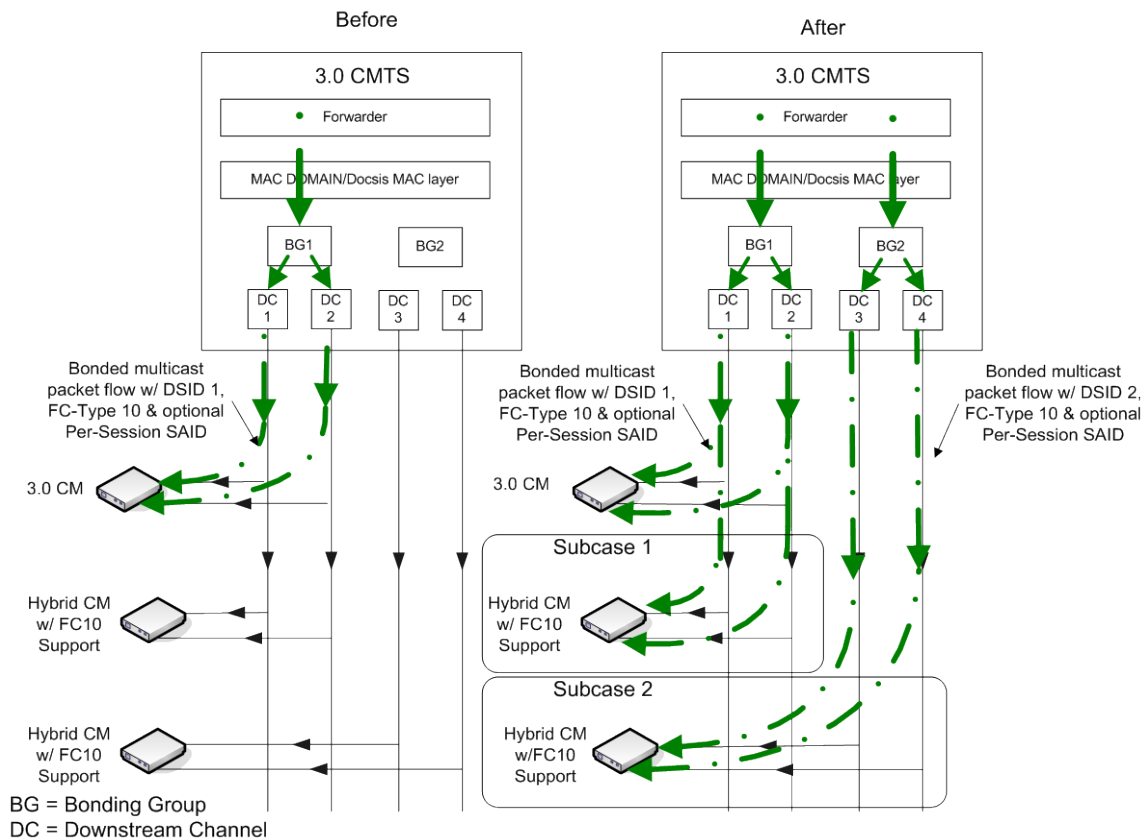 Before
3.0 CMTS
Forwarder
MAC DOMAIN/Docsis MAC layer
BG1
BG2
DC
1
DC
2
DC
3
DC
4
Bonded multicast
packet flow w/ DSID 1,
FC-Type 10 & optional
Per-Session SAID
3.0 CM
Hybrid CM
w/ FC10
Support
Hybrid CM
w/ FC10
Support
BG = Bonding Group
DC = Downstream Channel
After
3.0 CMTS
Forwarder
MAC DOMAIN/Docsis MAC layer
BG1
BG2
DC
1
DC
2
DC
3
DC
4
Bonded multicast
packet flow w/ DSID 1,
FC-Type 10 & optional
Per-Session SAID
Bonded multicast
packet flow w/ DSID 2,
FC-Type 10 & optional
Per-Session SAID
3.0 CM
Subcase 1
Hybrid CM
w/ FC10
Support
Subcase 2
Hybrid CM
w/FC10
Support